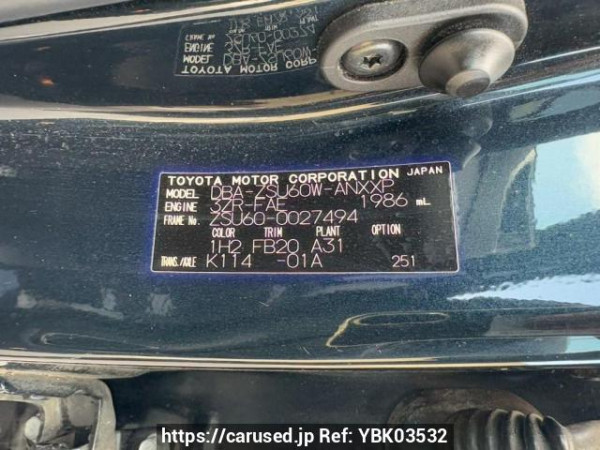 TOYOTA MOTOR CORPORATION JAPAN
MODEL DBA-ZSU60W-ANXXP
ENGINE 3ZR-FAE 1986 mL
FRAME No. ZSU60-0027494
COLOR TRIM PLANT OPTION
1H2 FB20 A31
TRANS./AXLE K114 -01A 251
https://carused.jp Ref: YBK03532